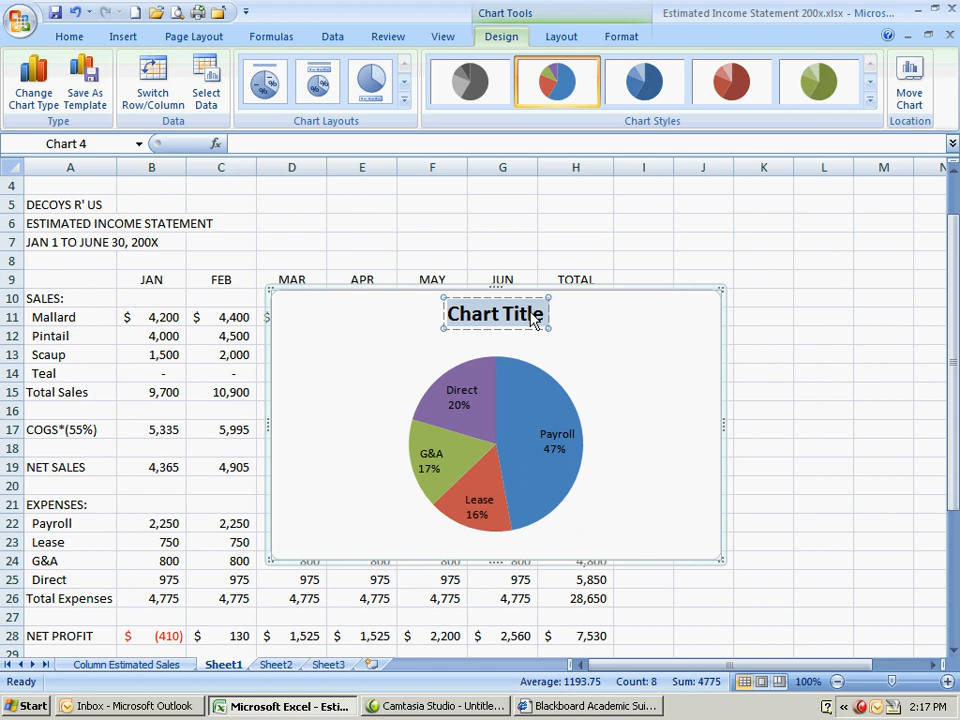 Chart Tools
Estimated Income Statement 200x.xlsx - Micros...
Home Insert Page Layout Formulas Data Review View Design Layout Format
Change Chart Type
Save As Template
Switch Row/Column
Select Data
Move Chart
Type Data Chart Layouts Chart Styles Location
Chart 4 fx
A B C D E F G H I J K L M N
4
5 DECOYS R' US
6 ESTIMATED INCOME STATEMENT
7 JAN 1 TO JUNE 30, 200X
8
9 JAN FEB MAR APR MAY JUN TOTAL
10 SALES:
11 Mallard $ 4,200 $ 4,400 $
12 Pintail 4,000 4,500
13 Scaup 1,500 2,000
14 Teal - -
15 Total Sales 9,700 10,900
16
17 COGS*(55%) 5,335 5,995
18
19 NET SALES 4,365 4,905
20
21 EXPENSES:
22 Payroll 2,250 2,250
23 Lease 750 750
24 G&A 800 800 800 800 800 800 4,800
25 Direct 975 975 975 975 975 975 5,850
26 Total Expenses 4,775 4,775 4,775 4,775 4,775 4,775 28,650
27
28 NET PROFIT $ (410) $ 130 $ 1,525 $ 1,525 $ 2,200 $ 2,560 $ 7,530
29
Chart Title
Direct
20%
Payroll
47%
G&A
17%
Lease
16%
Column Estimated Sales Sheet1 Sheet2 Sheet3
Ready Average: 1193.75 Count: 8 Sum: 4775 100%
Start Inbox - Microsoft Outlook Microsoft Excel - Esti... Camtasia Studio - Untitle... Blackboard Academic Sui... 2:17 PM